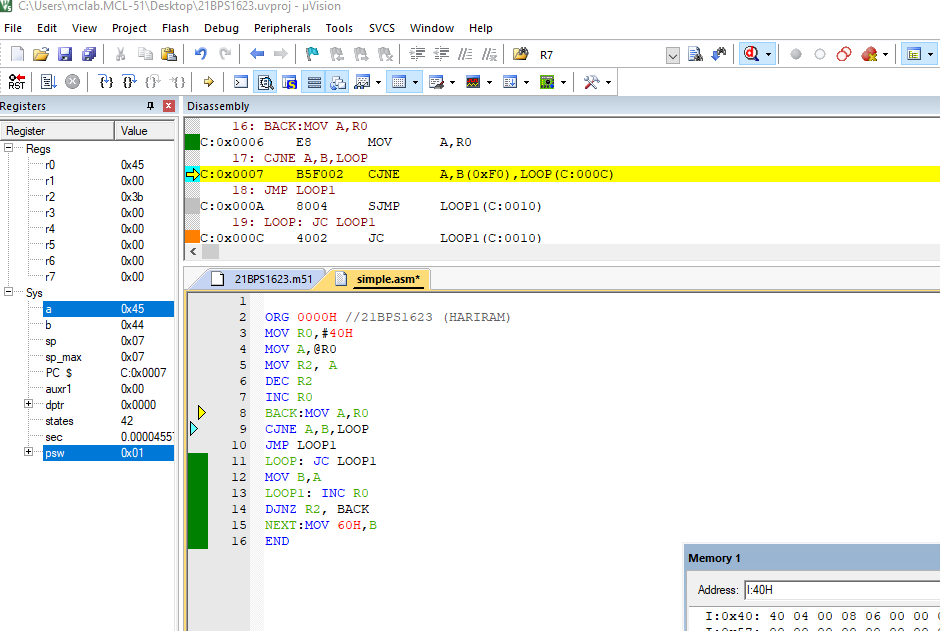 C:\Users\mclab.MCL-51\Desktop\21BPS1623.uvproj - µVision
File Edit View Project Flash Debug Peripherals Tools SVCS Window Help
R7
RST
Registers
Disassembly
Register Value
Regs
r0 0x45
r1 0x00
r2 0x3b
r3 0x00
r4 0x00
r5 0x00
r6 0x00
r7 0x00
Sys
a 0x45
b 0x44
sp 0x07
sp_max 0x07
PC $ C:0x0007
auxr1 0x00
dptr 0x0000
states 42
sec 0.0000455
psw 0x01
16: BACK:MOV A,R0
C:0x0006 E8 MOV A,R0
17: CJNE A,B,LOOP
C:0x0007 B5F002 CJNE A,B(0xF0),LOOP(C:000C)
18: JMP LOOP1
C:0x000A 8004 SJMP LOOP1(C:0010)
19: LOOP: JC LOOP1
C:0x000C 4002 JC LOOP1(C:0010)
21BPS1623.m51 simple.asm*
1
2 ORG 0000H //21BPS1623 (HARIRAM)
3 MOV R0,#40H
4 MOV A,@R0
5 MOV R2, A
6 DEC R2
7 INC R0
8 BACK:MOV A,R0
9 CJNE A,B,LOOP
10 JMP LOOP1
11 LOOP: JC LOOP1
12 MOV B,A
13 LOOP1: INC R0
14 DJNZ R2, BACK
15 NEXT:MOV 60H,B
16 END
Memory 1
Address: I:40H
I:0x40: 40 04 00 08 06 00 00